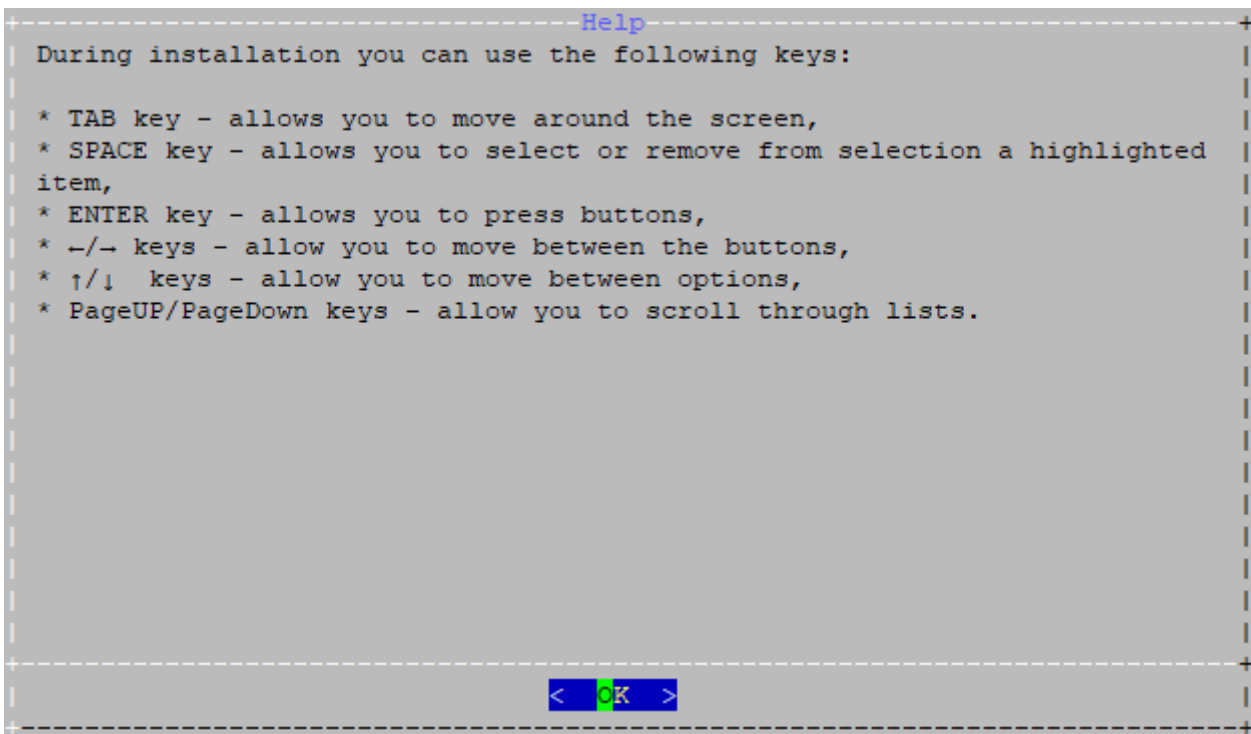 Help
During installation you can use the following keys:
* TAB key - allows you to move around the screen,
* SPACE key - allows you to select or remove from selection a highlighted
item,
* ENTER key - allows you to press buttons,
* ←/→ keys - allow you to move between the buttons,
* ↑/↓  keys - allow you to move between options,
* PageUP/PageDown keys - allow you to scroll through lists.
<  OK  >